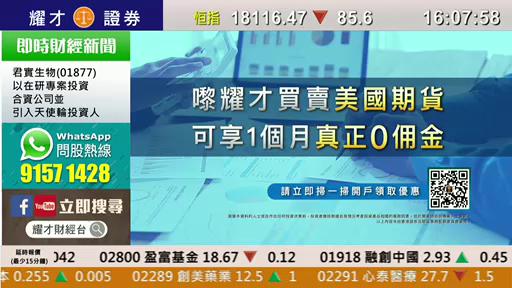 耀才 證券
恒指 18116.47 ▼ 85.6 16:07:58
即時財經新聞
君實生物(01877)
以在研專案投資
合資公司並
引入天使輪投資人
WhatsApp
問股熱線
9157 1428
YouTube 立即搜尋
耀才財經台
嚟耀才買賣美國期貨
可享1個月真正0佣金
請立即掃一掃開戶領取優惠
延時報價
(最少15分鐘)
042 02800 盈富基金 18.67 ▼ 0.12 01918 融創中國 2.93 ▲ 0.45
本 0.255 ▲ 0.005 02289 創美藥業 12.5 ▲ 1 02291 心泰醫療 27.7 ▼ 1.5